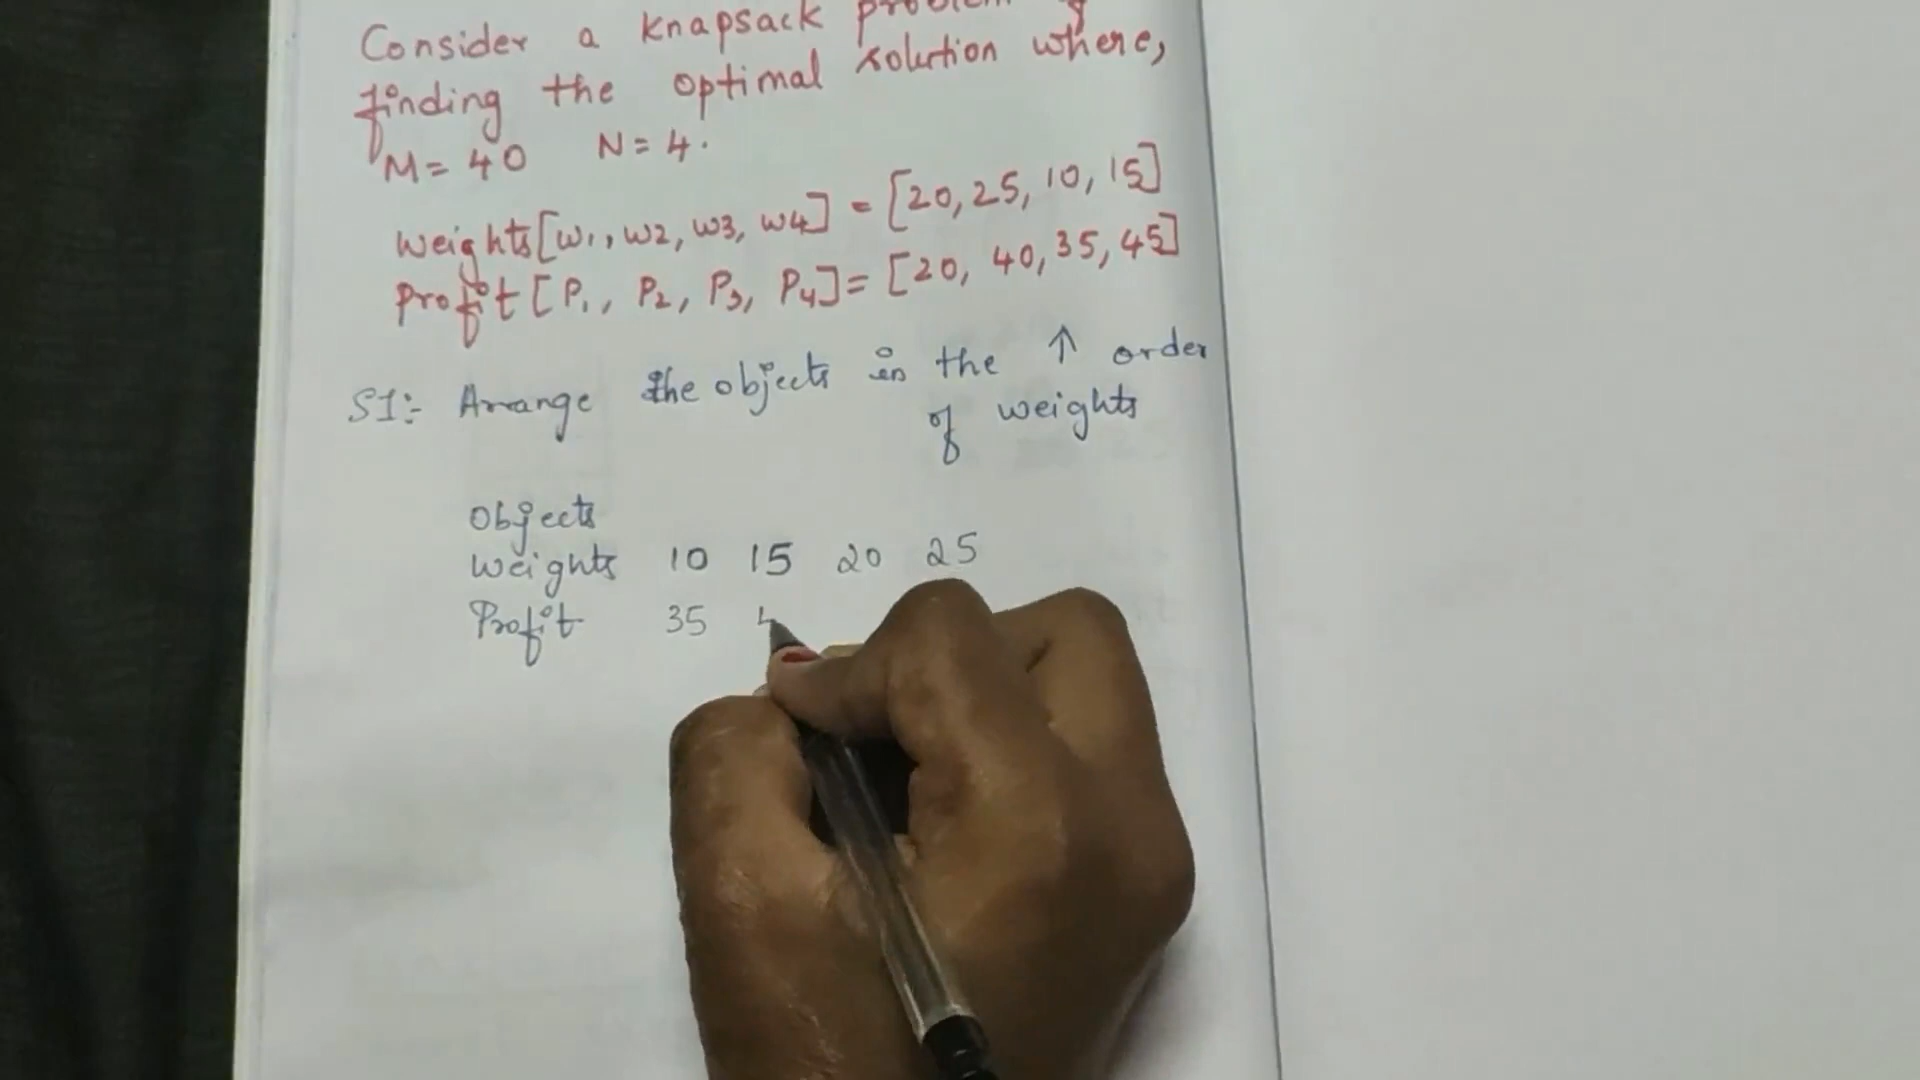 Consider a knapsack problem
finding the optimal solution where,
M= 40 N= 4.
Weights[w1, w2, w3, w4] = [20, 25, 10, 15]
Profit [P1, P2, P3, P4] = [20, 40, 35, 45]
S1:- Arrange the objects in the ↑ order
of weights
Objects
Weights 10 15 20 25
Profit 35 4